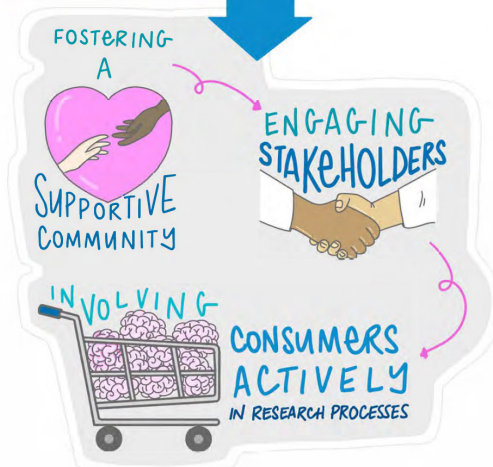 FOSTERING
A
SUPPORTIVE
COMMUNITY
ENGAGING
STAKEHOLDERS
INVOLVING
CONSUMERS
ACTIVELY
IN RESEARCH PROCESSES